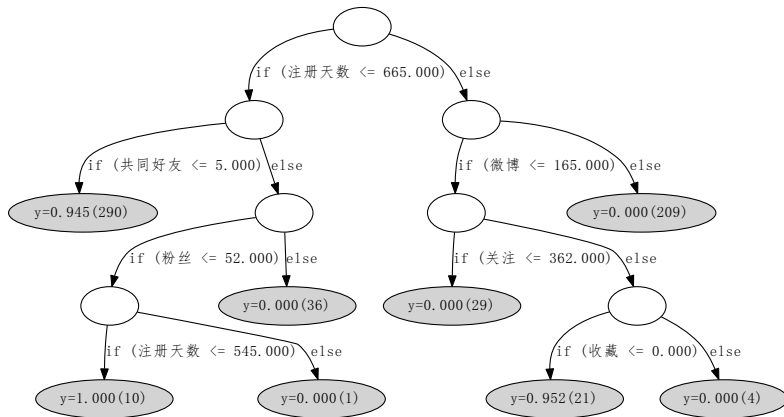 if (注册天数 <= 665.000) else
if (共同好友 <= 5.000) else
if (微博 <= 165.000) else
y=0.945(290)
y=0.000(209)
if (粉丝 <= 52.000) else
if (关注 <= 362.000) else
y=0.000(36)
y=0.000(29)
if (注册天数 <= 545.000) else
if (收藏 <= 0.000) else
y=1.000(10)
y=0.000(1)
y=0.952(21)
y=0.000(4)